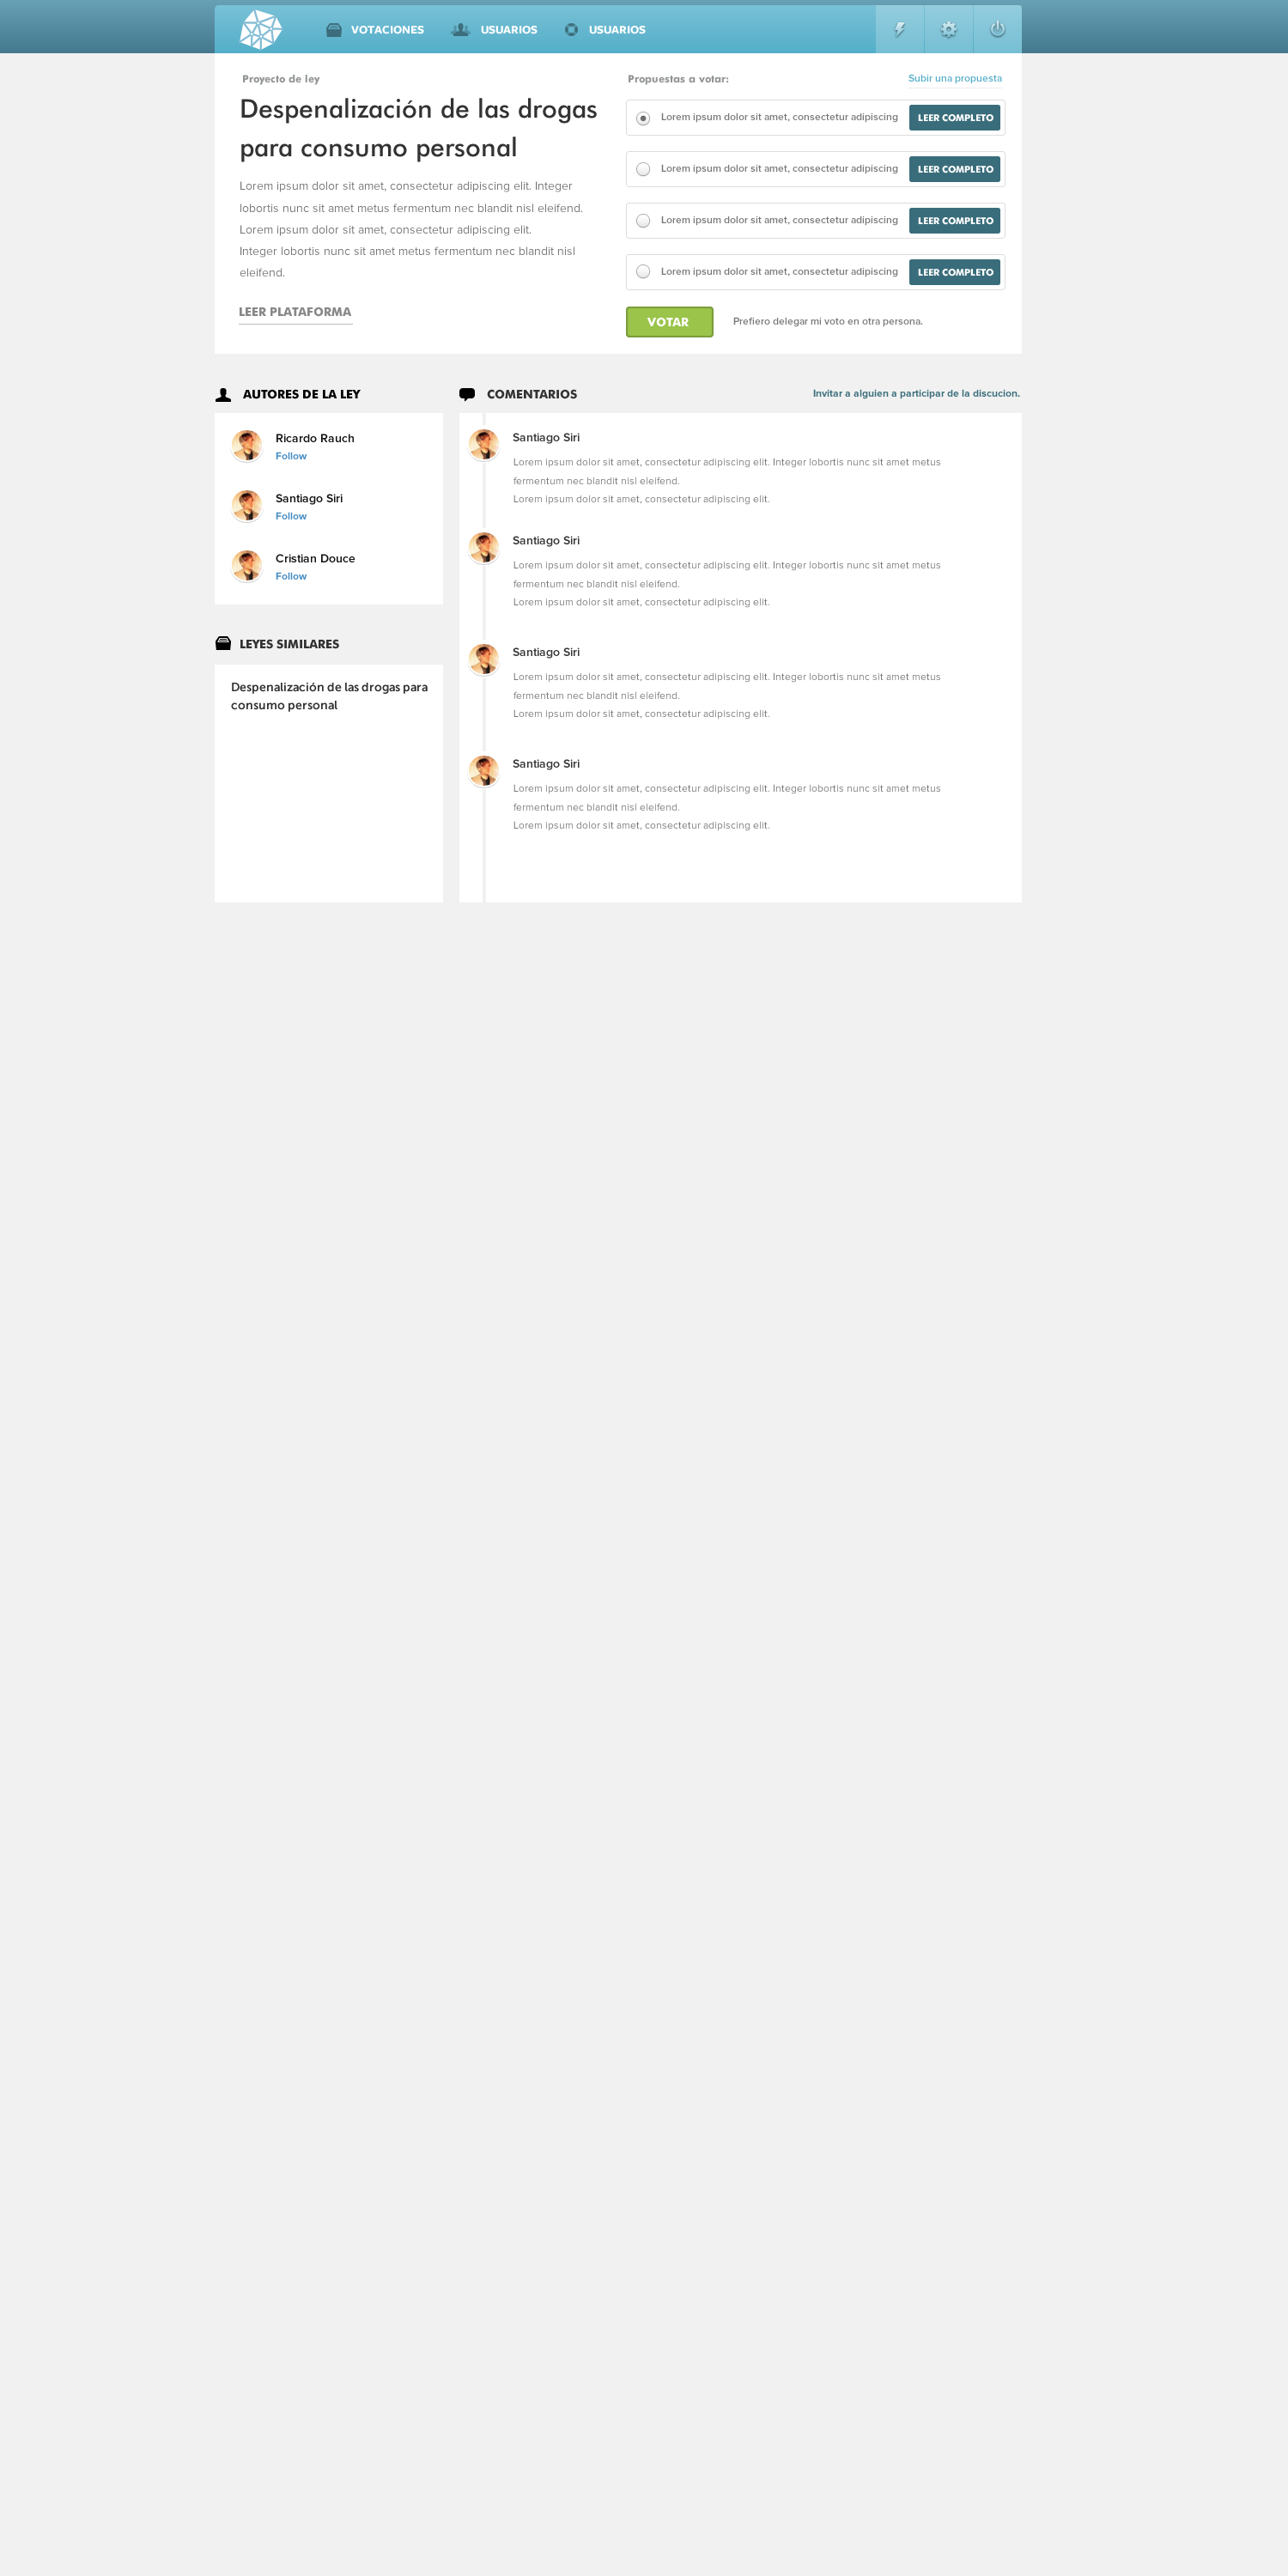 VOTACIONES USUARIOS USUARIOS
Proyecto de ley
Despenalización de las drogas
para consumo personal
Lorem ipsum dolor sit amet, consectetur adipiscing elit. Integer
lobortis nunc sit amet metus fermentum nec blandit nisl eleifend.
Lorem ipsum dolor sit amet, consectetur adipiscing elit.
Integer lobortis nunc sit amet metus fermentum nec blandit nisl
eleifend.
LEER PLATAFORMA
Propuestas a votar:
Subir una propuesta
Lorem ipsum dolor sit amet, consectetur adipiscing LEER COMPLETO
Lorem ipsum dolor sit amet, consectetur adipiscing LEER COMPLETO
Lorem ipsum dolor sit amet, consectetur adipiscing LEER COMPLETO
Lorem ipsum dolor sit amet, consectetur adipiscing LEER COMPLETO
VOTAR Prefiero delegar mi voto en otra persona.
AUTORES DE LA LEY
Ricardo Rauch
Follow
Santiago Siri
Follow
Cristian Douce
Follow
LEYES SIMILARES
Despenalización de las drogas para
consumo personal
COMENTARIOS
Invitar a alguien a participar de la discucion.
Santiago Siri
Lorem ipsum dolor sit amet, consectetur adipiscing elit. Integer lobortis nunc sit amet metus
fermentum nec blandit nisl eleifend.
Lorem ipsum dolor sit amet, consectetur adipiscing elit.
Santiago Siri
Lorem ipsum dolor sit amet, consectetur adipiscing elit. Integer lobortis nunc sit amet metus
fermentum nec blandit nisl eleifend.
Lorem ipsum dolor sit amet, consectetur adipiscing elit.
Santiago Siri
Lorem ipsum dolor sit amet, consectetur adipiscing elit. Integer lobortis nunc sit amet metus
fermentum nec blandit nisl eleifend.
Lorem ipsum dolor sit amet, consectetur adipiscing elit.
Santiago Siri
Lorem ipsum dolor sit amet, consectetur adipiscing elit. Integer lobortis nunc sit amet metus
fermentum nec blandit nisl eleifend.
Lorem ipsum dolor sit amet, consectetur adipiscing elit.